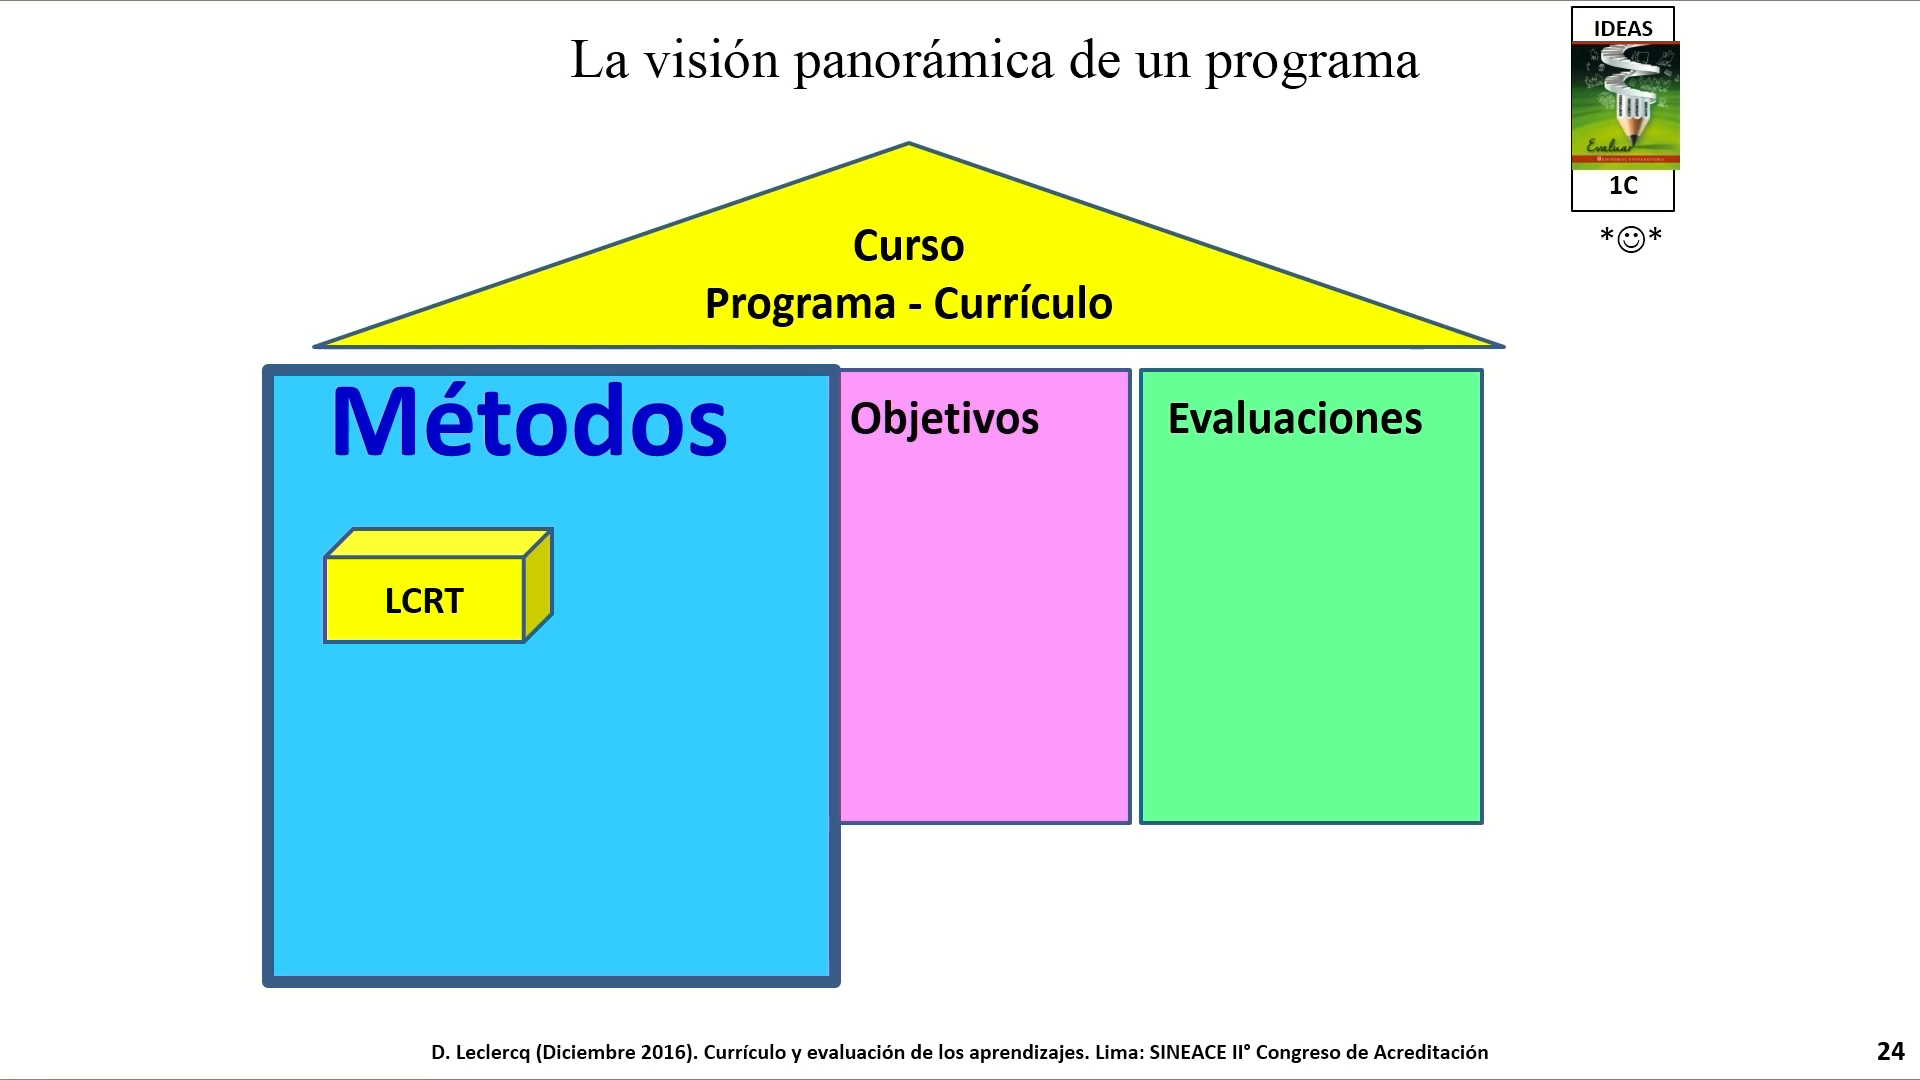 La visión panorámica de un programa
IDEAS
Evaluar
1C
*☺*
Curso
Programa - Currículo
Métodos
Objetivos
Evaluaciones
LCRT
D. Leclercq (Diciembre 2016). Currículo y evaluación de los aprendizajes. Lima: SINEACE II° Congreso de Acreditación
24